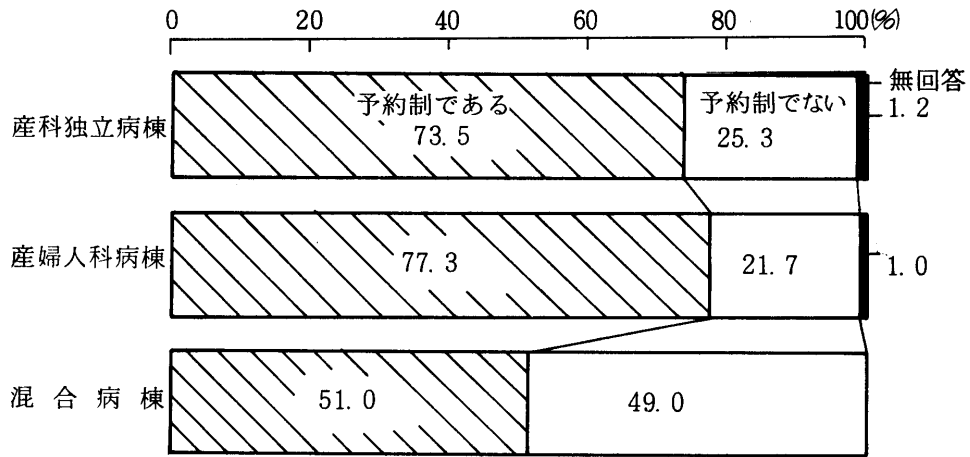 0 20 40 60 80 100(%)
産科独立病棟 予約制である 73.5 予約制でない 25.3 無回答 1.2
産婦人科病棟 77.3 21.7 1.0
混合病棟 51.0 49.0